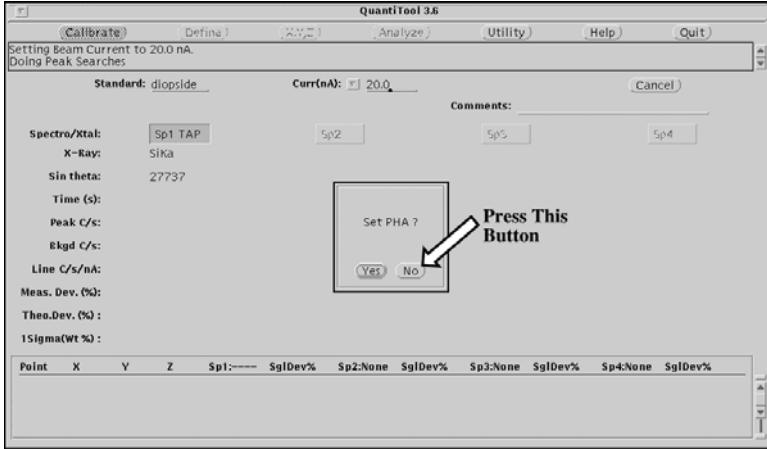 QuantiTool 3.6
Calibrate Define X,Y,Z Analyze Utility Help Quit
Setting Beam Current to 20.0 nA.
Doing Peak Searches
Standard: diopside Curr(nA): 20.0 Cancel
Comments:
Spectro/Xtal: Sp1 TAP Sp2 Sp3 Sp4
X-Ray: SiKa
Sin theta: 27737
Time (s):
Set PHA ?
Press This
Peak C/s:
Button
Bkgd C/s:
Line C/s/nA:
Yes No
Meas. Dev. (%):
Theo.Dev. (%) :
1Sigma(Wt %) :
Point X Y Z Sp1:---- SglDev% Sp2:None SglDev% Sp3:None SglDev% Sp4:None SglDev%